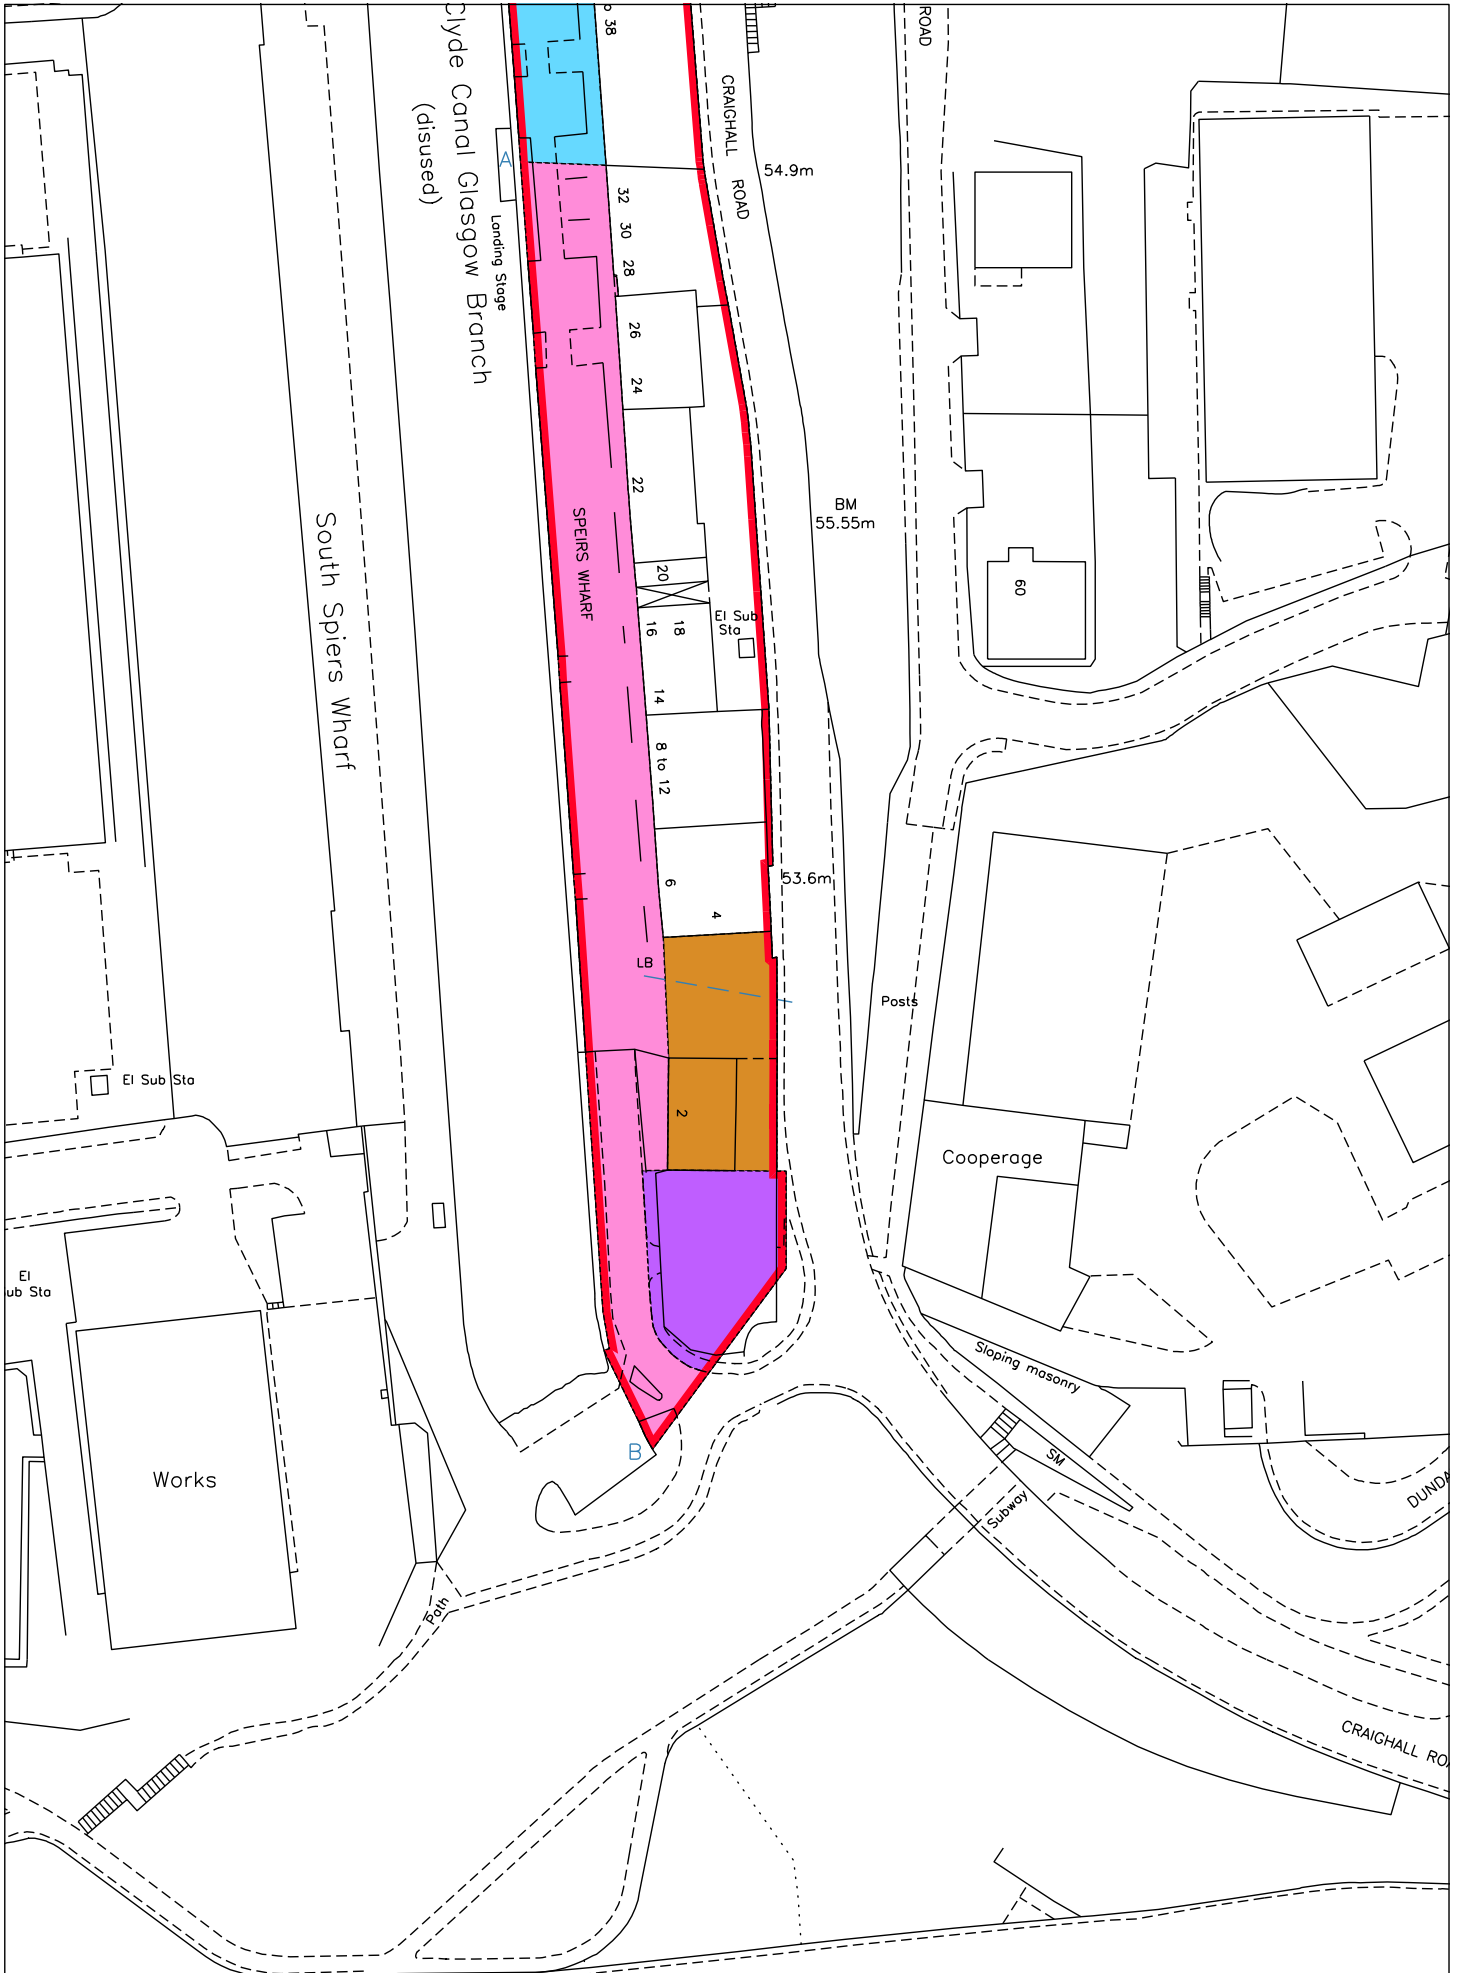 38
ROAD
CRAIGHALL
ROAD
54.9m
A
Clyde Canal Glasgow Branch
(disused)
Landing Stage
32
30
28
26
24
22
20
18
16
14
8 to 12
6
4
2
SPEIRS WHARF
South Spiers Wharf
BM
55.55m
60
El Sub
Sta
53.6m
LB
Posts
El Sub Sta
Cooperage
El
ub Sta
Sloping masonry
SM
Subway
B
Works
Path
DUNDA
CRAIGHALL RO